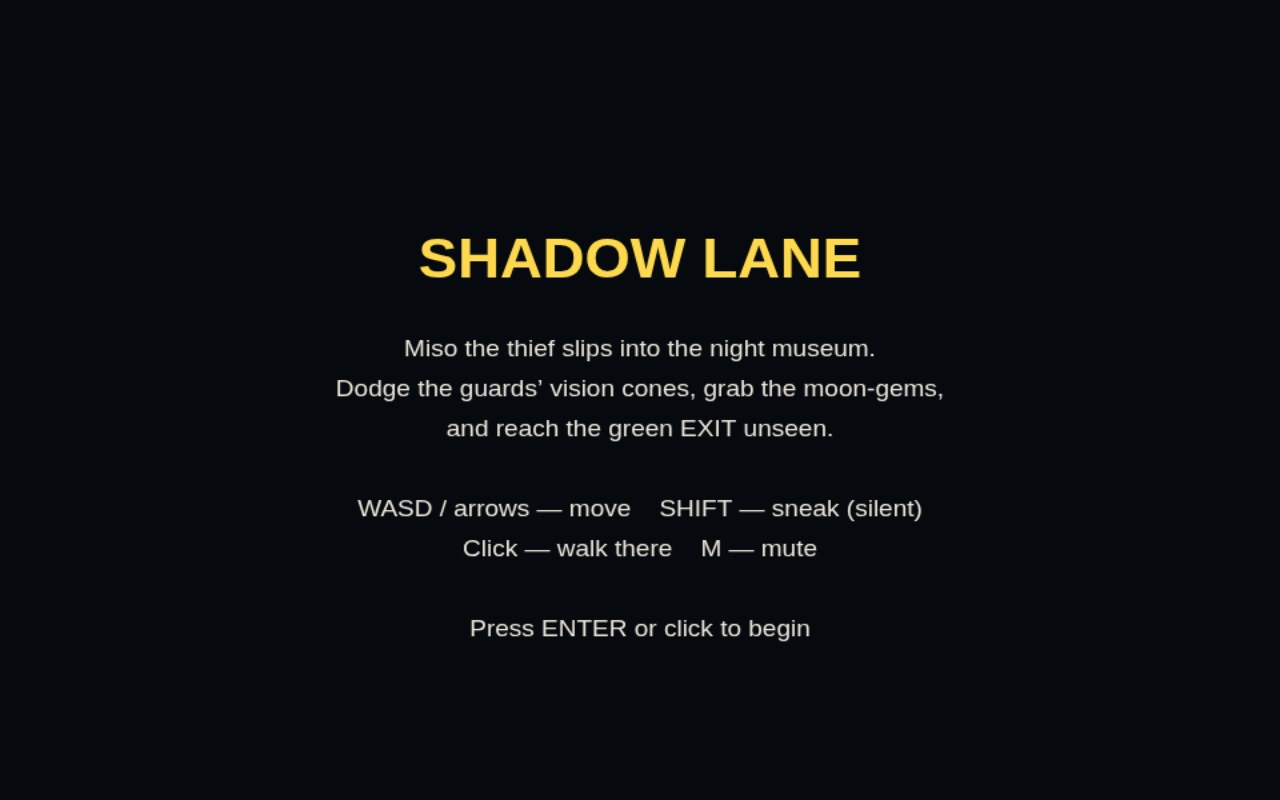 SHADOW LANE
Miso the thief slips into the night museum.
Dodge the guards’ vision cones, grab the moon-gems,
and reach the green EXIT unseen.
WASD / arrows — move    SHIFT — sneak (silent)
Click — walk there    M — mute
Press ENTER or click to begin